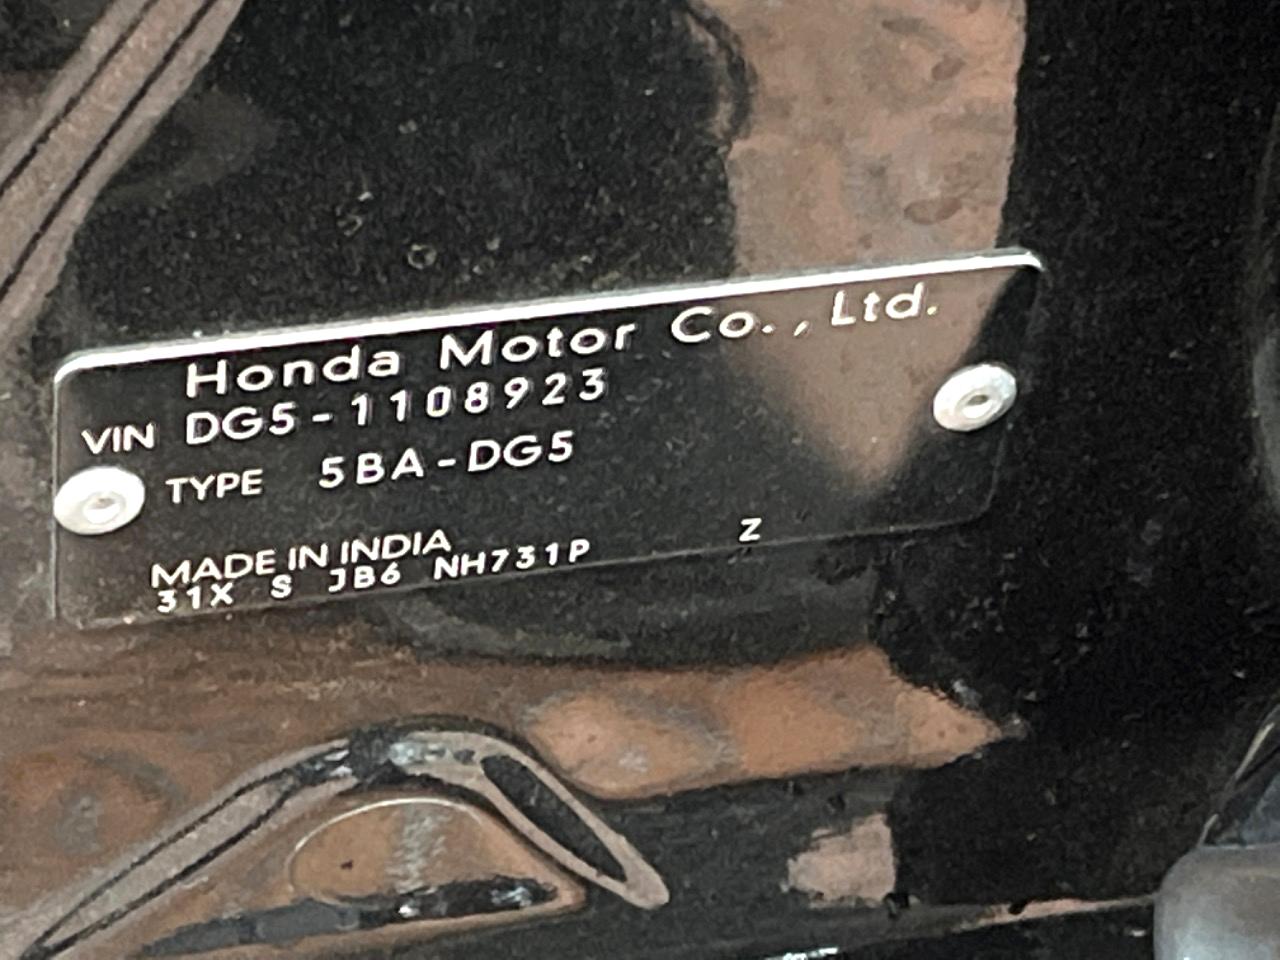 Honda Motor Co., Ltd.
VIN DG5-1108923
TYPE 5BA-DG5
MADE IN INDIA
31X S JB6 NH731P Z